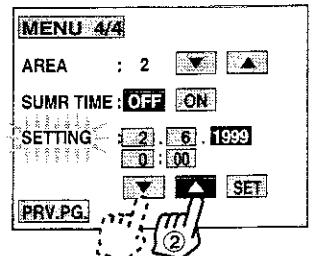 MENU 4/4
AREA : 2 ▼ ▲
SUMR TIME : OFF ON
SETTING : 2 . 6 . 1999
0 : 00
▼ ▲ SET
PRV.PG.
②